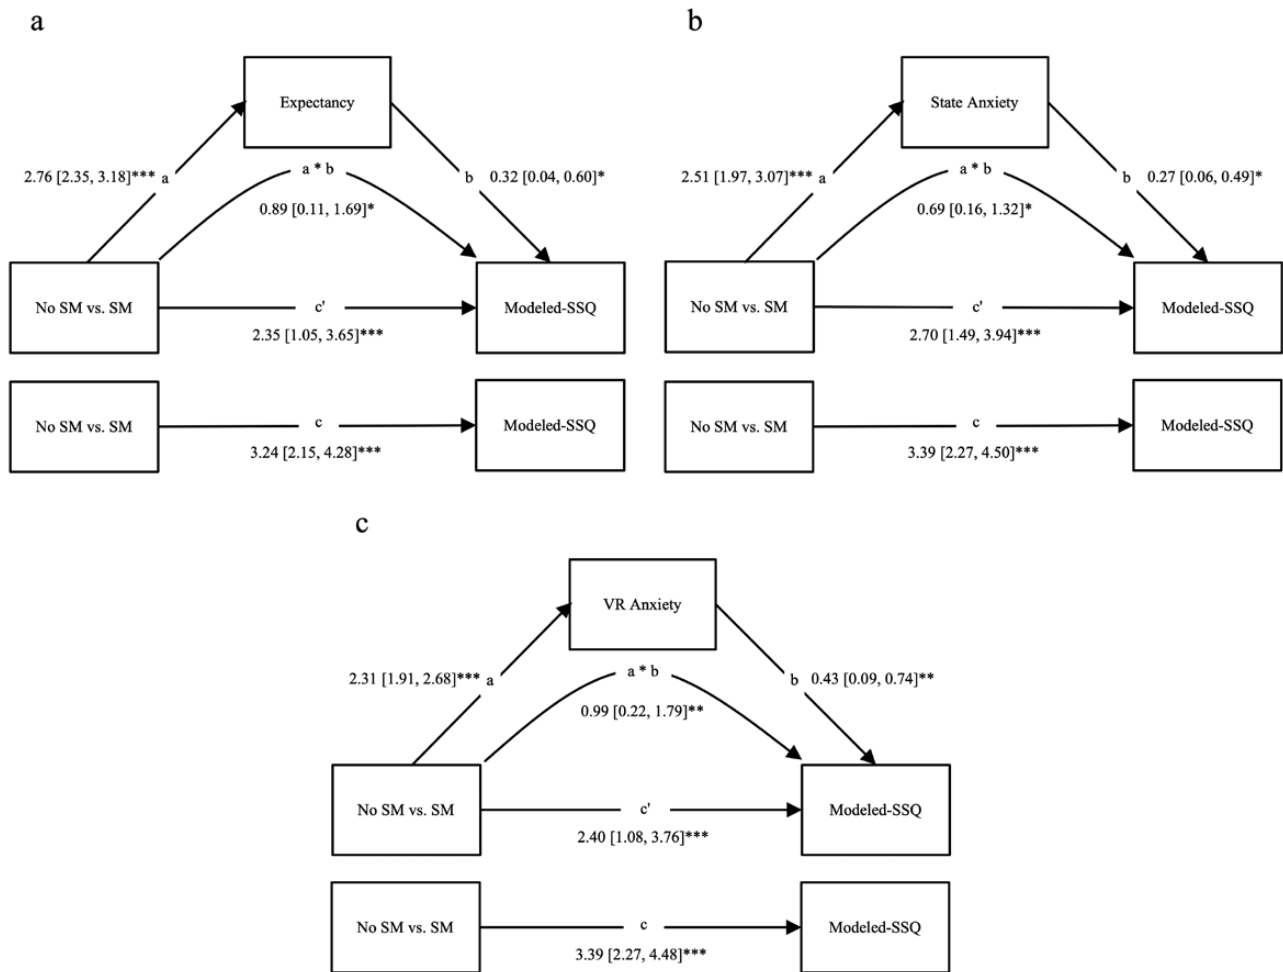 a
Expectancy
2.76 [2.35, 3.18]*** a
a * b
b 0.32 [0.04, 0.60]*
0.89 [0.11, 1.69]*
No SM vs. SM
c'
Modeled-SSQ
2.35 [1.05, 3.65]***
No SM vs. SM
c
Modeled-SSQ
3.24 [2.15, 4.28]***
b
State Anxiety
2.51 [1.97, 3.07]*** a
a * b
b 0.27 [0.06, 0.49]*
0.69 [0.16, 1.32]*
No SM vs. SM
c'
Modeled-SSQ
2.70 [1.49, 3.94]***
No SM vs. SM
c
Modeled-SSQ
3.39 [2.27, 4.50]***
c
VR Anxiety
2.31 [1.91, 2.68]*** a
a * b
b 0.43 [0.09, 0.74]**
0.99 [0.22, 1.79]**
No SM vs. SM
c'
Modeled-SSQ
2.40 [1.08, 3.76]***
No SM vs. SM
c
Modeled-SSQ
3.39 [2.27, 4.48]***